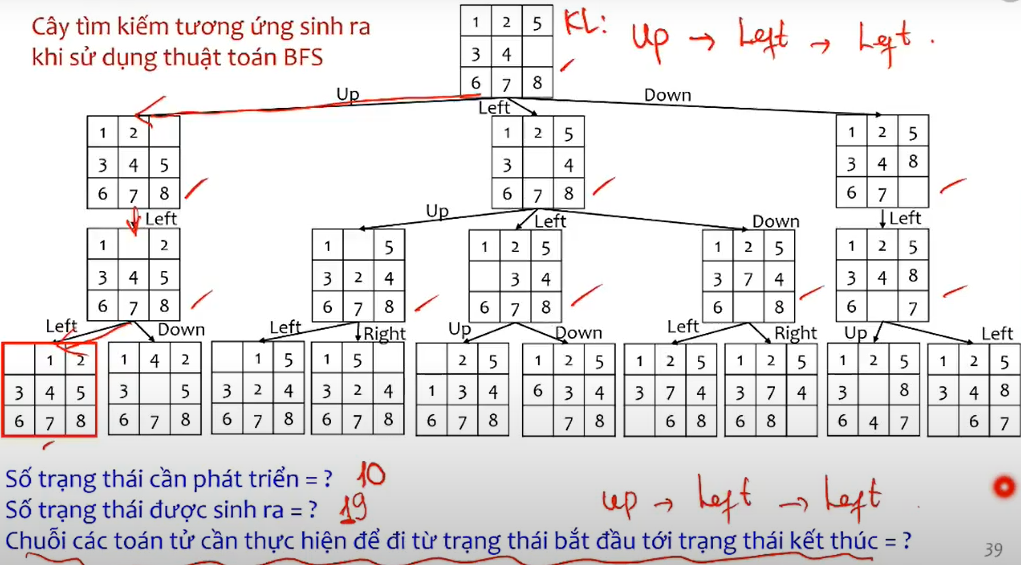 Cây tìm kiếm tương ứng sinh ra
khi sử dụng thuật toán BFS
KL: Up → Left → Left.
1 2 5
3 4
6 7 8
Up Left Down
1 2
3 4 5
6 7 8
1 2 5
3 4
6 7 8
1 2 5
3 4 8
6 7
Left Up Left Down Left
1 2
3 4 5
6 7 8
1 5
3 2 4
6 7 8
1 2 5
3 4
6 7 8
1 2 5
3 7 4
6 8
1 2 5
3 4 8
6 7
Left Down Left Right Up Down Left Right Up Left
1 2
3 4 5
6 7 8
1 4 2
3 5
6 7 8
1 5
3 2 4
6 7 8
1 5
3 2 4
6 7 8
2 5
1 3 4
6 7 8
1 2 5
6 3 4
7 8
1 2 5
3 7 4
6 8
1 2 5
3 7 4
6 8
1 2 5
3 8
6 4 7
1 2 5
3 4 8
6 7
Số trạng thái cần phát triển = ? 10
Số trạng thái được sinh ra = ? 19
up → Left → Left
Chuỗi các toán tử cần thực hiện để đi từ trạng thái bắt đầu tới trạng thái kết thúc = ?
39